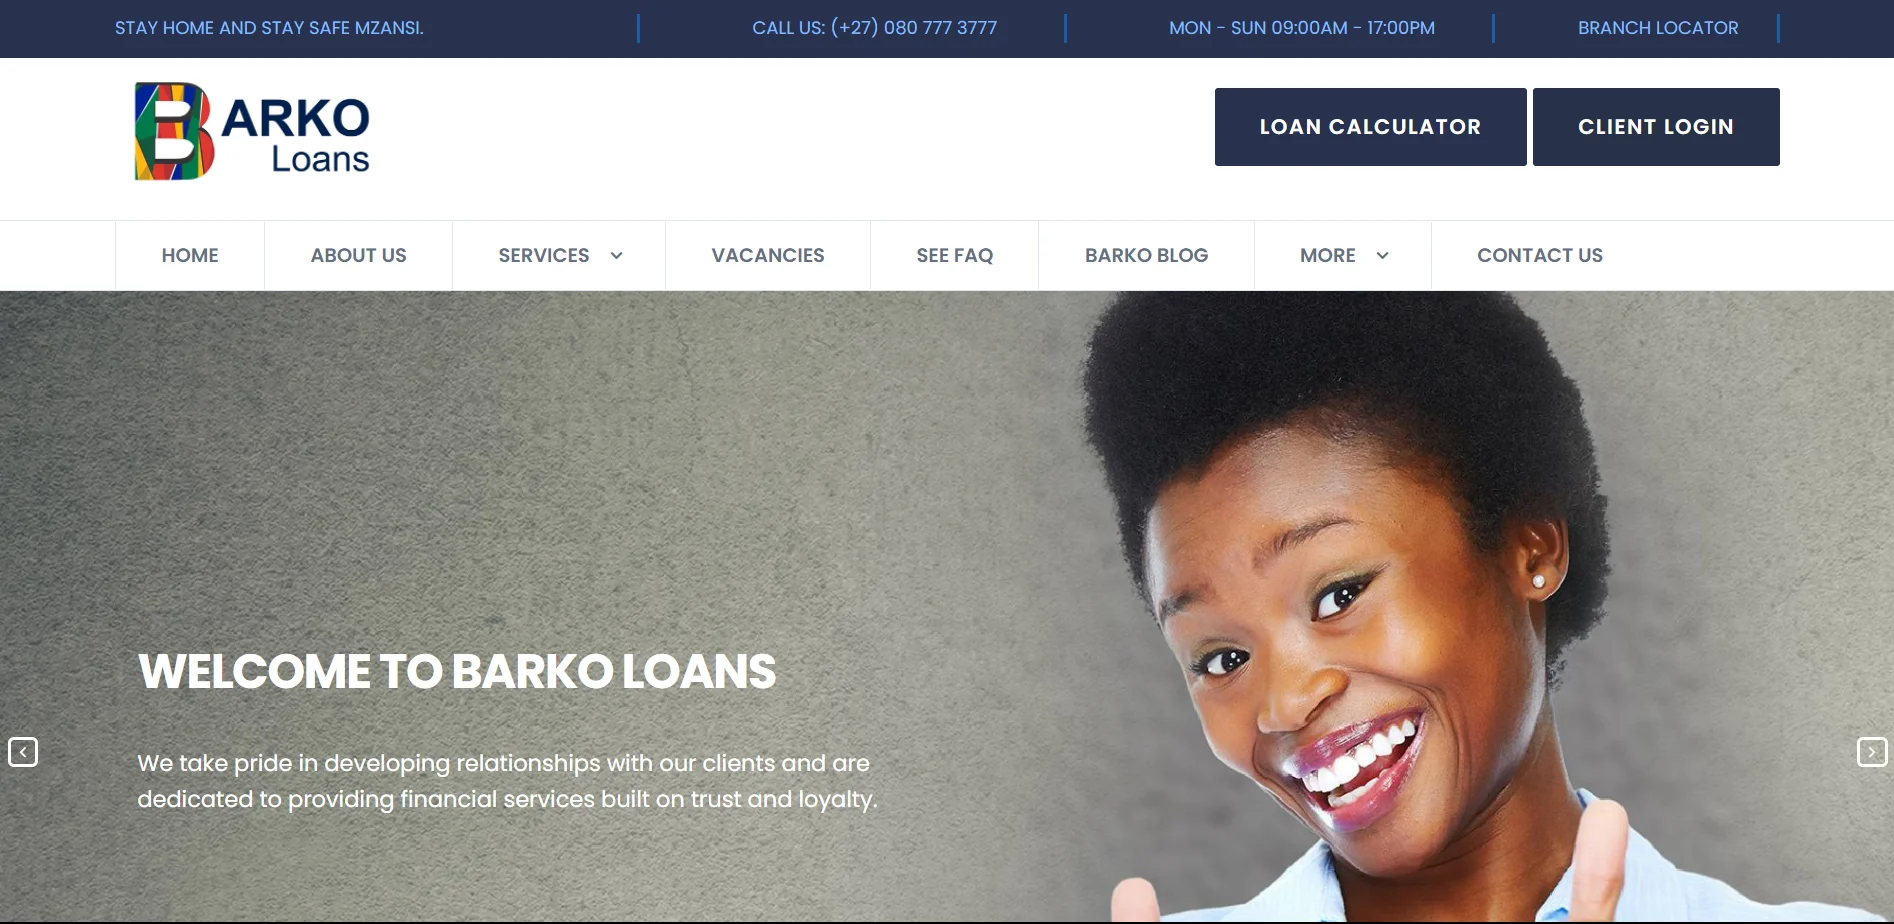 STAY HOME AND STAY SAFE MZANSI.
CALL US: (+27) 080 777 3777
MON - SUN 09:00AM - 17:00PM
BRANCH LOCATOR
BARKO
Loans
LOAN CALCULATOR
CLIENT LOGIN
HOME
ABOUT US
SERVICES
VACANCIES
SEE FAQ
BARKO BLOG
MORE
CONTACT US
WELCOME TO BARKO LOANS
We take pride in developing relationships with our clients and are
dedicated to providing financial services built on trust and loyalty.